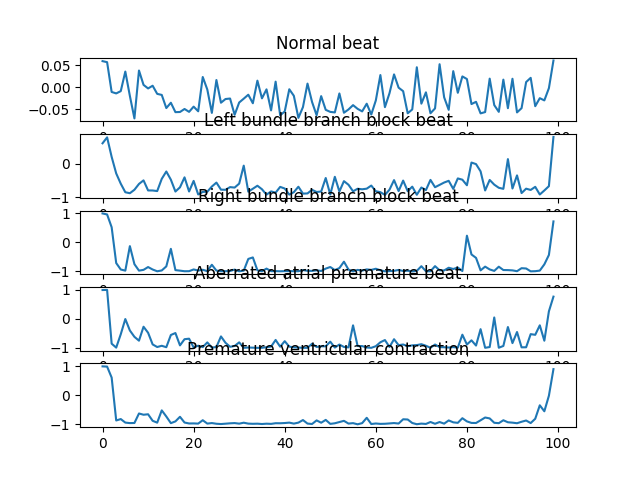 Normal beat
0.05
0.00
−0.05
0 20 40 60 80 100
Left bundle branch block beat
0
−1
Right bundle branch block beat
1
0
−1
Aberrated atrial premature beat
1
0
−1
Premature ventricular contraction
1
0
−1
0 20 40 60 80 100